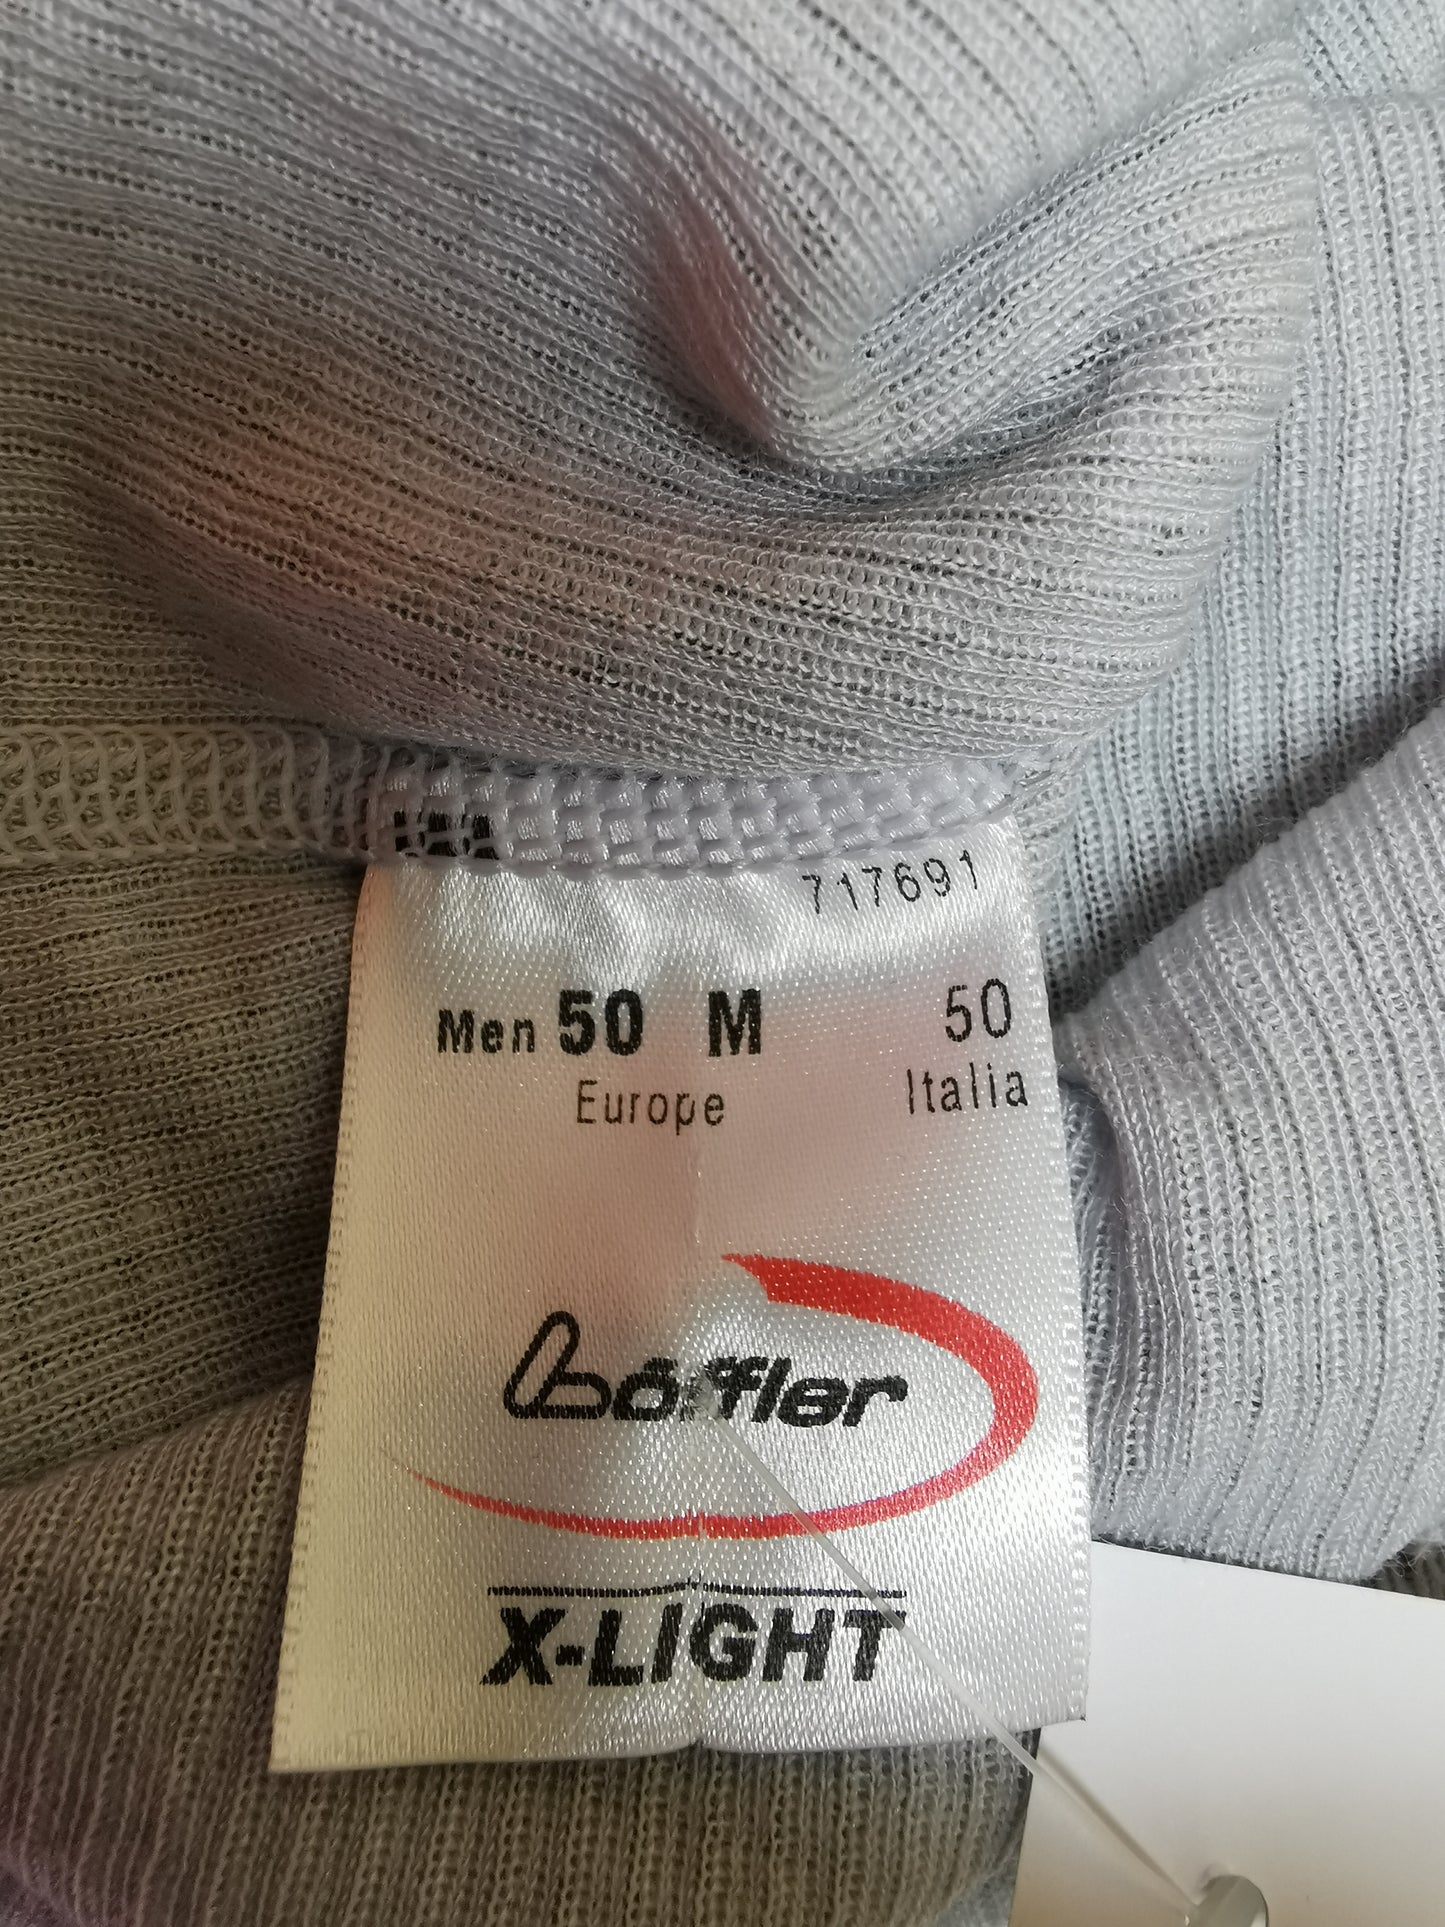 717691
Men 50 M 50
Europe Italia
löffler
X-LIGHT